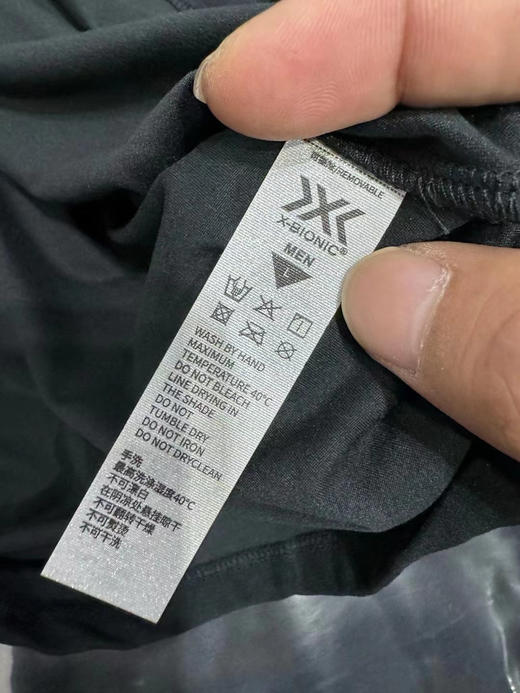 可移除/REMOVABLE
X-BIONIC®
MEN
L
WASH BY HAND
MAXIMUM
TEMPERATURE 40℃
DO NOT BLEACH
LINE DRYING IN
THE SHADE
DO NOT
TUMBLE DRY
DO NOT IRON
DO NOT DRYCLEAN
手洗
最高洗涤温度40℃
不可漂白
在阴凉处悬挂晾干
不可翻转干燥
不可熨烫
不可干洗